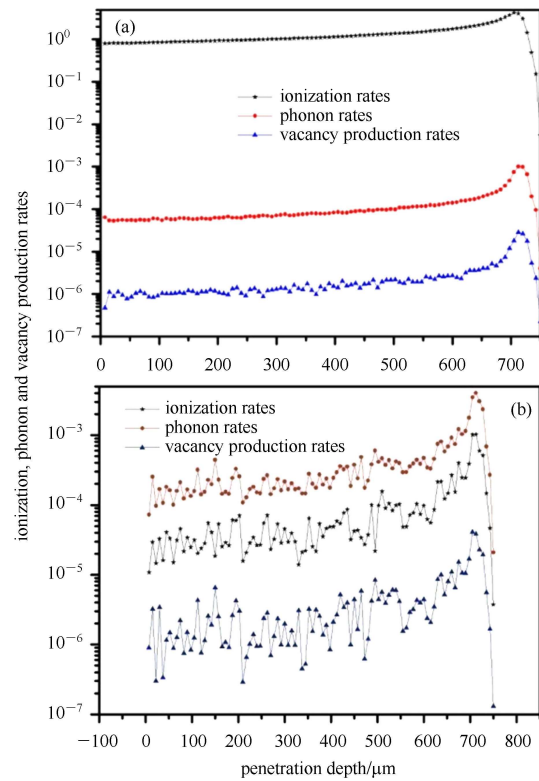 (a)
10⁰
10⁻¹
10⁻²
10⁻³
10⁻⁴
10⁻⁵
10⁻⁶
10⁻⁷
ionization rates
phonon rates
vacancy production rates
0 100 200 300 400 500 600 700
ionization, phonon and vacancy production rates
(b)
10⁻³
10⁻⁴
10⁻⁵
10⁻⁶
10⁻⁷
ionization rates
phonon rates
vacancy production rates
−100 0 100 200 300 400 500 600 700 800
penetration depth/μm